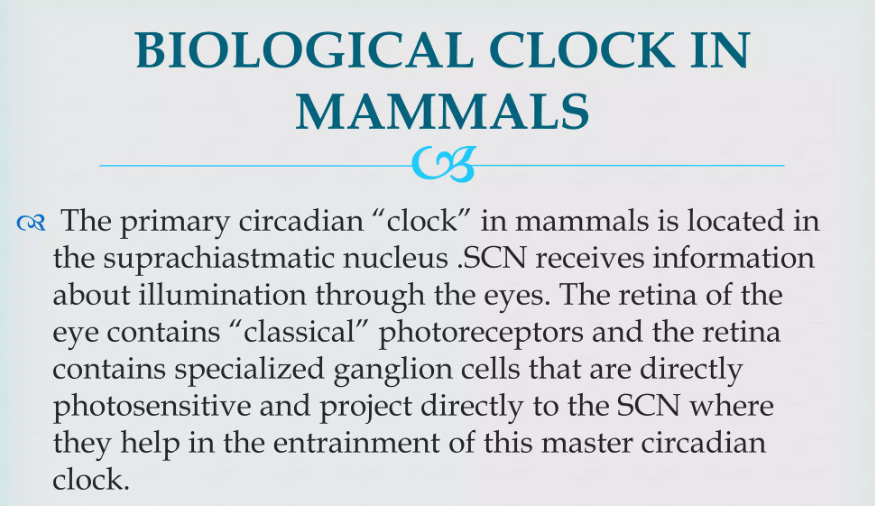 BIOLOGICAL CLOCK IN
MAMMALS
The primary circadian “clock” in mammals is located in
the suprachiastmatic nucleus .SCN receives information
about illumination through the eyes. The retina of the
eye contains “classical” photoreceptors and the retina
contains specialized ganglion cells that are directly
photosensitive and project directly to the SCN where
they help in the entrainment of this master circadian
clock.